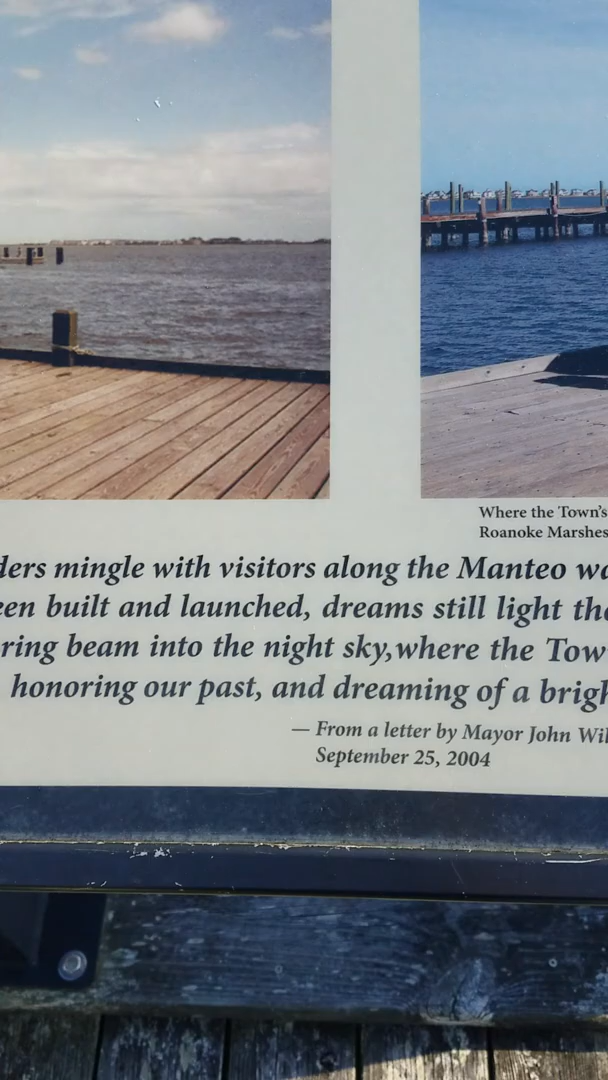 Where the Town's
Roanoke Marshes
ders mingle with visitors along the Manteo wa
een built and launched, dreams still light the
ring beam into the night sky,where the Tow
honoring our past, and dreaming of a brigh
— From a letter by Mayor John Wil
September 25, 2004